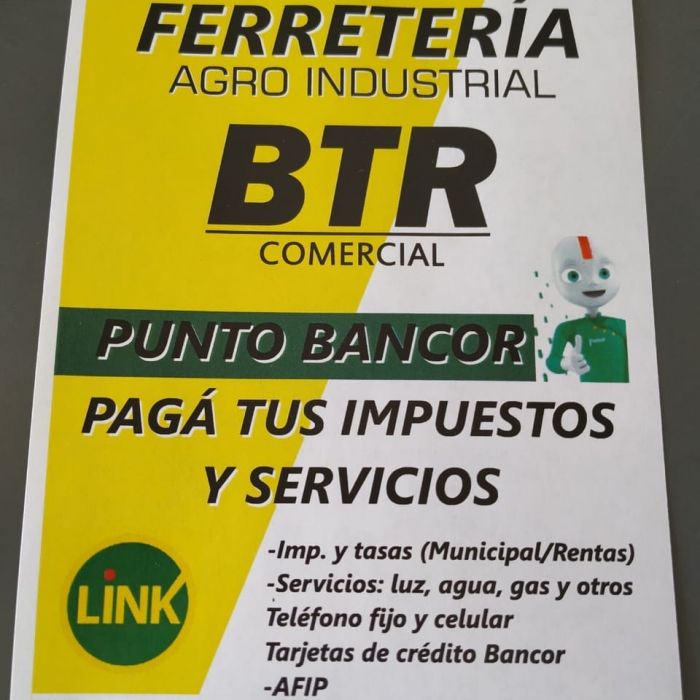 FERRETERÍA
AGRO INDUSTRIAL
BTR
COMERCIAL
PUNTO BANCOR
PAGÁ TUS IMPUESTOS
Y SERVICIOS
LINK
-Imp. y tasas (Municipal/Rentas)
-Servicios: luz, agua, gas y otros
Teléfono fijo y celular
Tarjetas de crédito Bancor
-AFIP